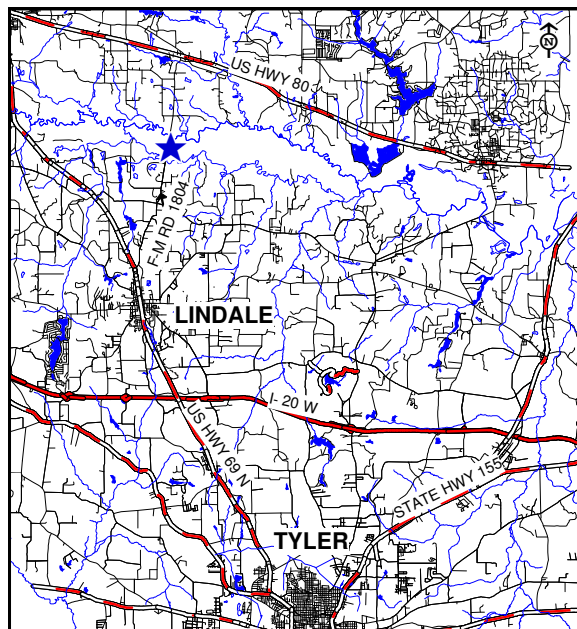 N
US HWY 80
F-M RD 1804
LINDALE
I- 20 W
US HWY 69 N
STATE HWY 155
TYLER